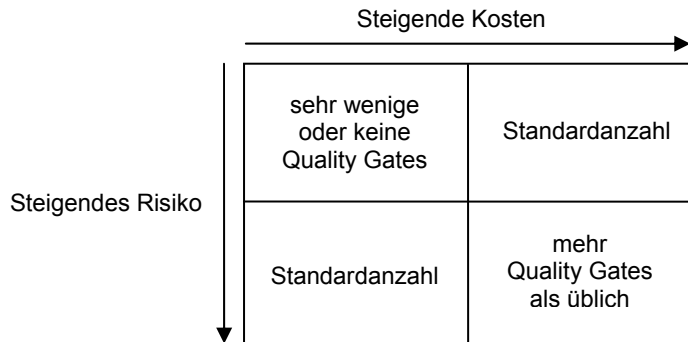 Steigende Kosten
sehr wenige
oder keine
Quality Gates
Standardanzahl
Steigendes Risiko
Standardanzahl
mehr
Quality Gates
als üblich